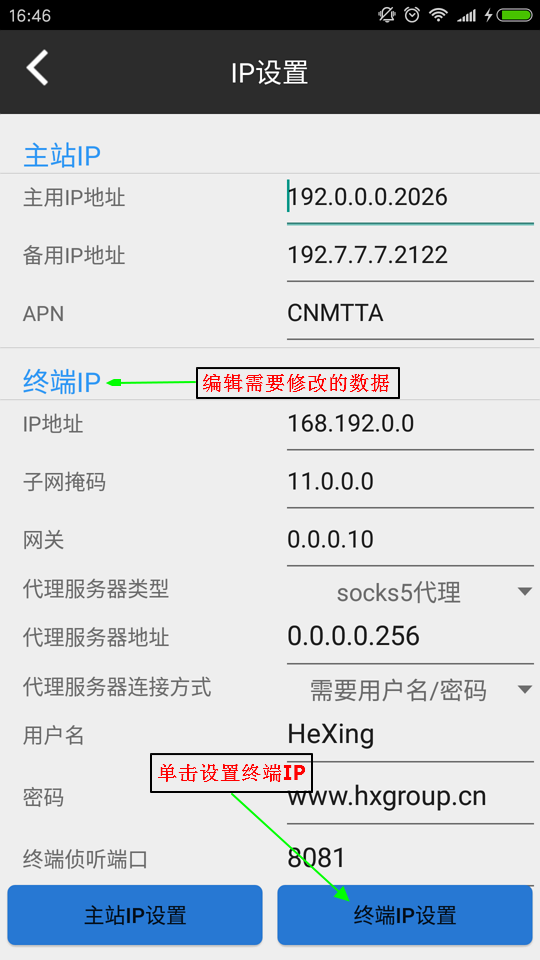 16:46
IP设置
主站IP
主用IP地址 192.0.0.0.2026
备用IP地址 192.7.7.7.2122
APN CNMTTA
终端IP 编辑需要修改的数据
IP地址 168.192.0.0
子网掩码 11.0.0.0
网关 0.0.0.10
代理服务器类型 socks5代理
代理服务器地址 0.0.0.0.256
代理服务器连接方式 需要用户名/密码
用户名 HeXing
单击设置终端IP
密码 www.hxgroup.cn
终端侦听端口 8081
主站IP设置 终端IP设置